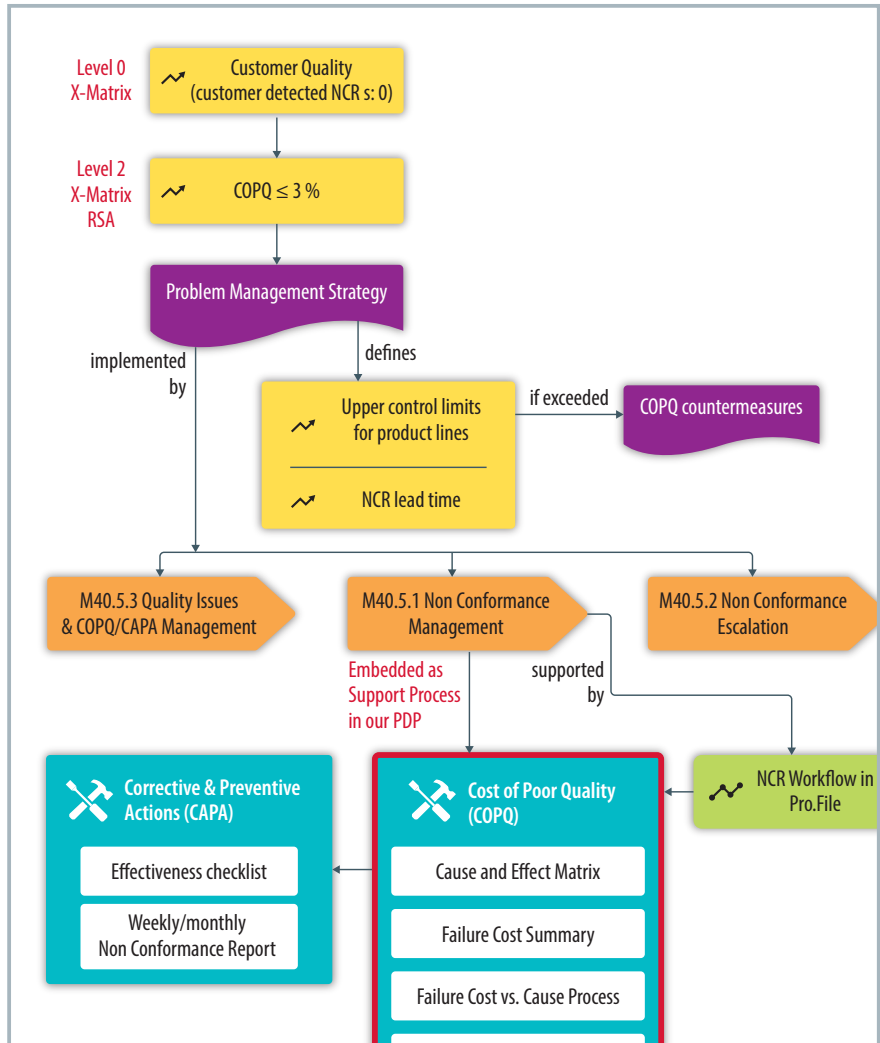 Level 0
X-Matrix
Customer Quality
(customer detected NCR s: 0)
Level 2
X-Matrix
RSA
COPQ ≤ 3 %
Problem Management Strategy
implemented
by
defines
Upper control limits
for product lines
if exceeded
COPQ countermeasures
NCR lead time
M40.5.3 Quality Issues
& COPQ/CAPA Management
M40.5.1 Non Conformance
Management
M40.5.2 Non Conformance
Escalation
Embedded as
Support Process
in our PDP
supported
by
Corrective & Preventive
Actions (CAPA)
Effectiveness checklist
Weekly/monthly
Non Conformance Report
Cost of Poor Quality
(COPQ)
Cause and Effect Matrix
Failure Cost Summary
Failure Cost vs. Cause Process
NCR Workflow in
Pro.File